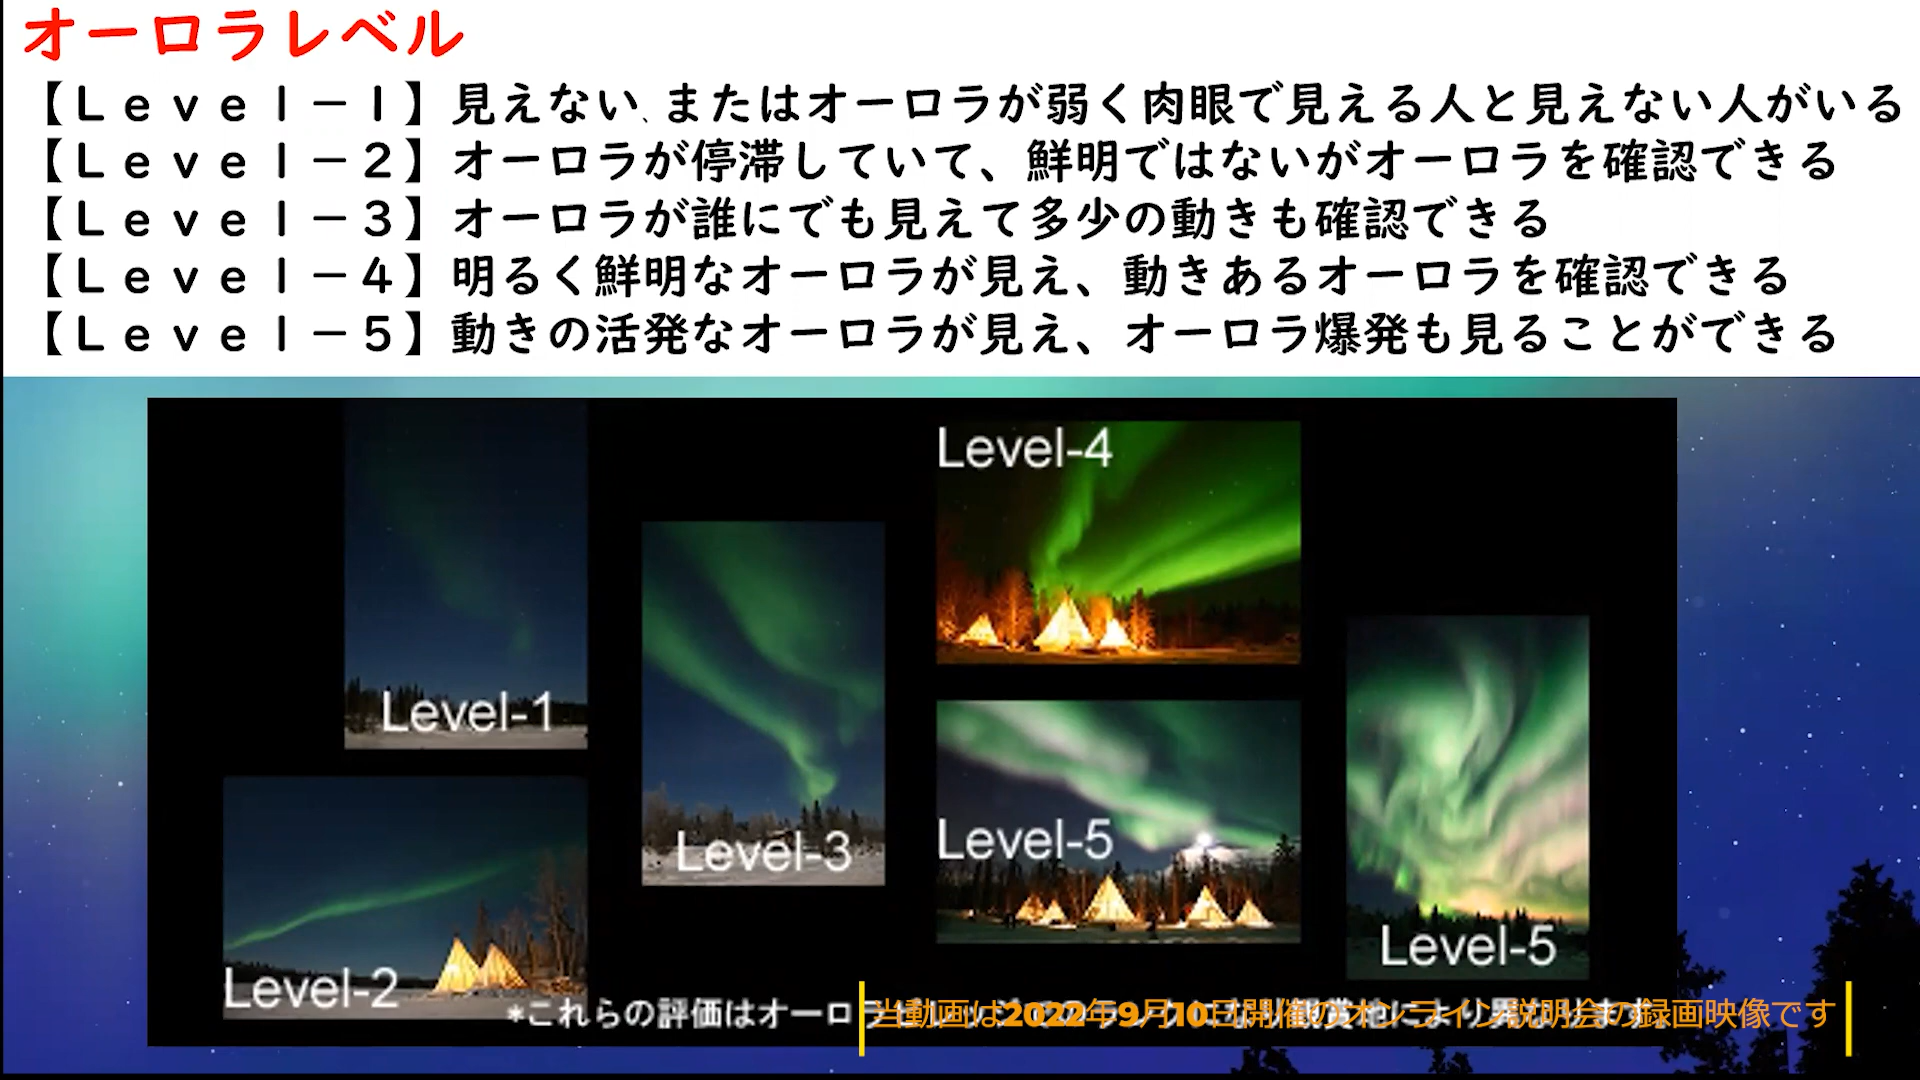 オーロラレベル
【Ｌｅｖｅｌ－１】見えない、またはオーロラが弱く肉眼で見える人と見えない人がいる
【Ｌｅｖｅｌ－２】オーロラが停滞していて、鮮明ではないがオーロラを確認できる
【Ｌｅｖｅｌ－３】オーロラが誰にでも見えて多少の動きも確認できる
【Ｌｅｖｅｌ－４】明るく鮮明なオーロラが見え、動きあるオーロラを確認できる
【Ｌｅｖｅｌ－５】動きの活発なオーロラが見え、オーロラ爆発も見ることができる
Level-4
Level-1
Level-3
Level-5
Level-5
Level-2
*これらの評価はオーロラ
当動画は2022年9月10日開催のオンライン説明会の録画映像です